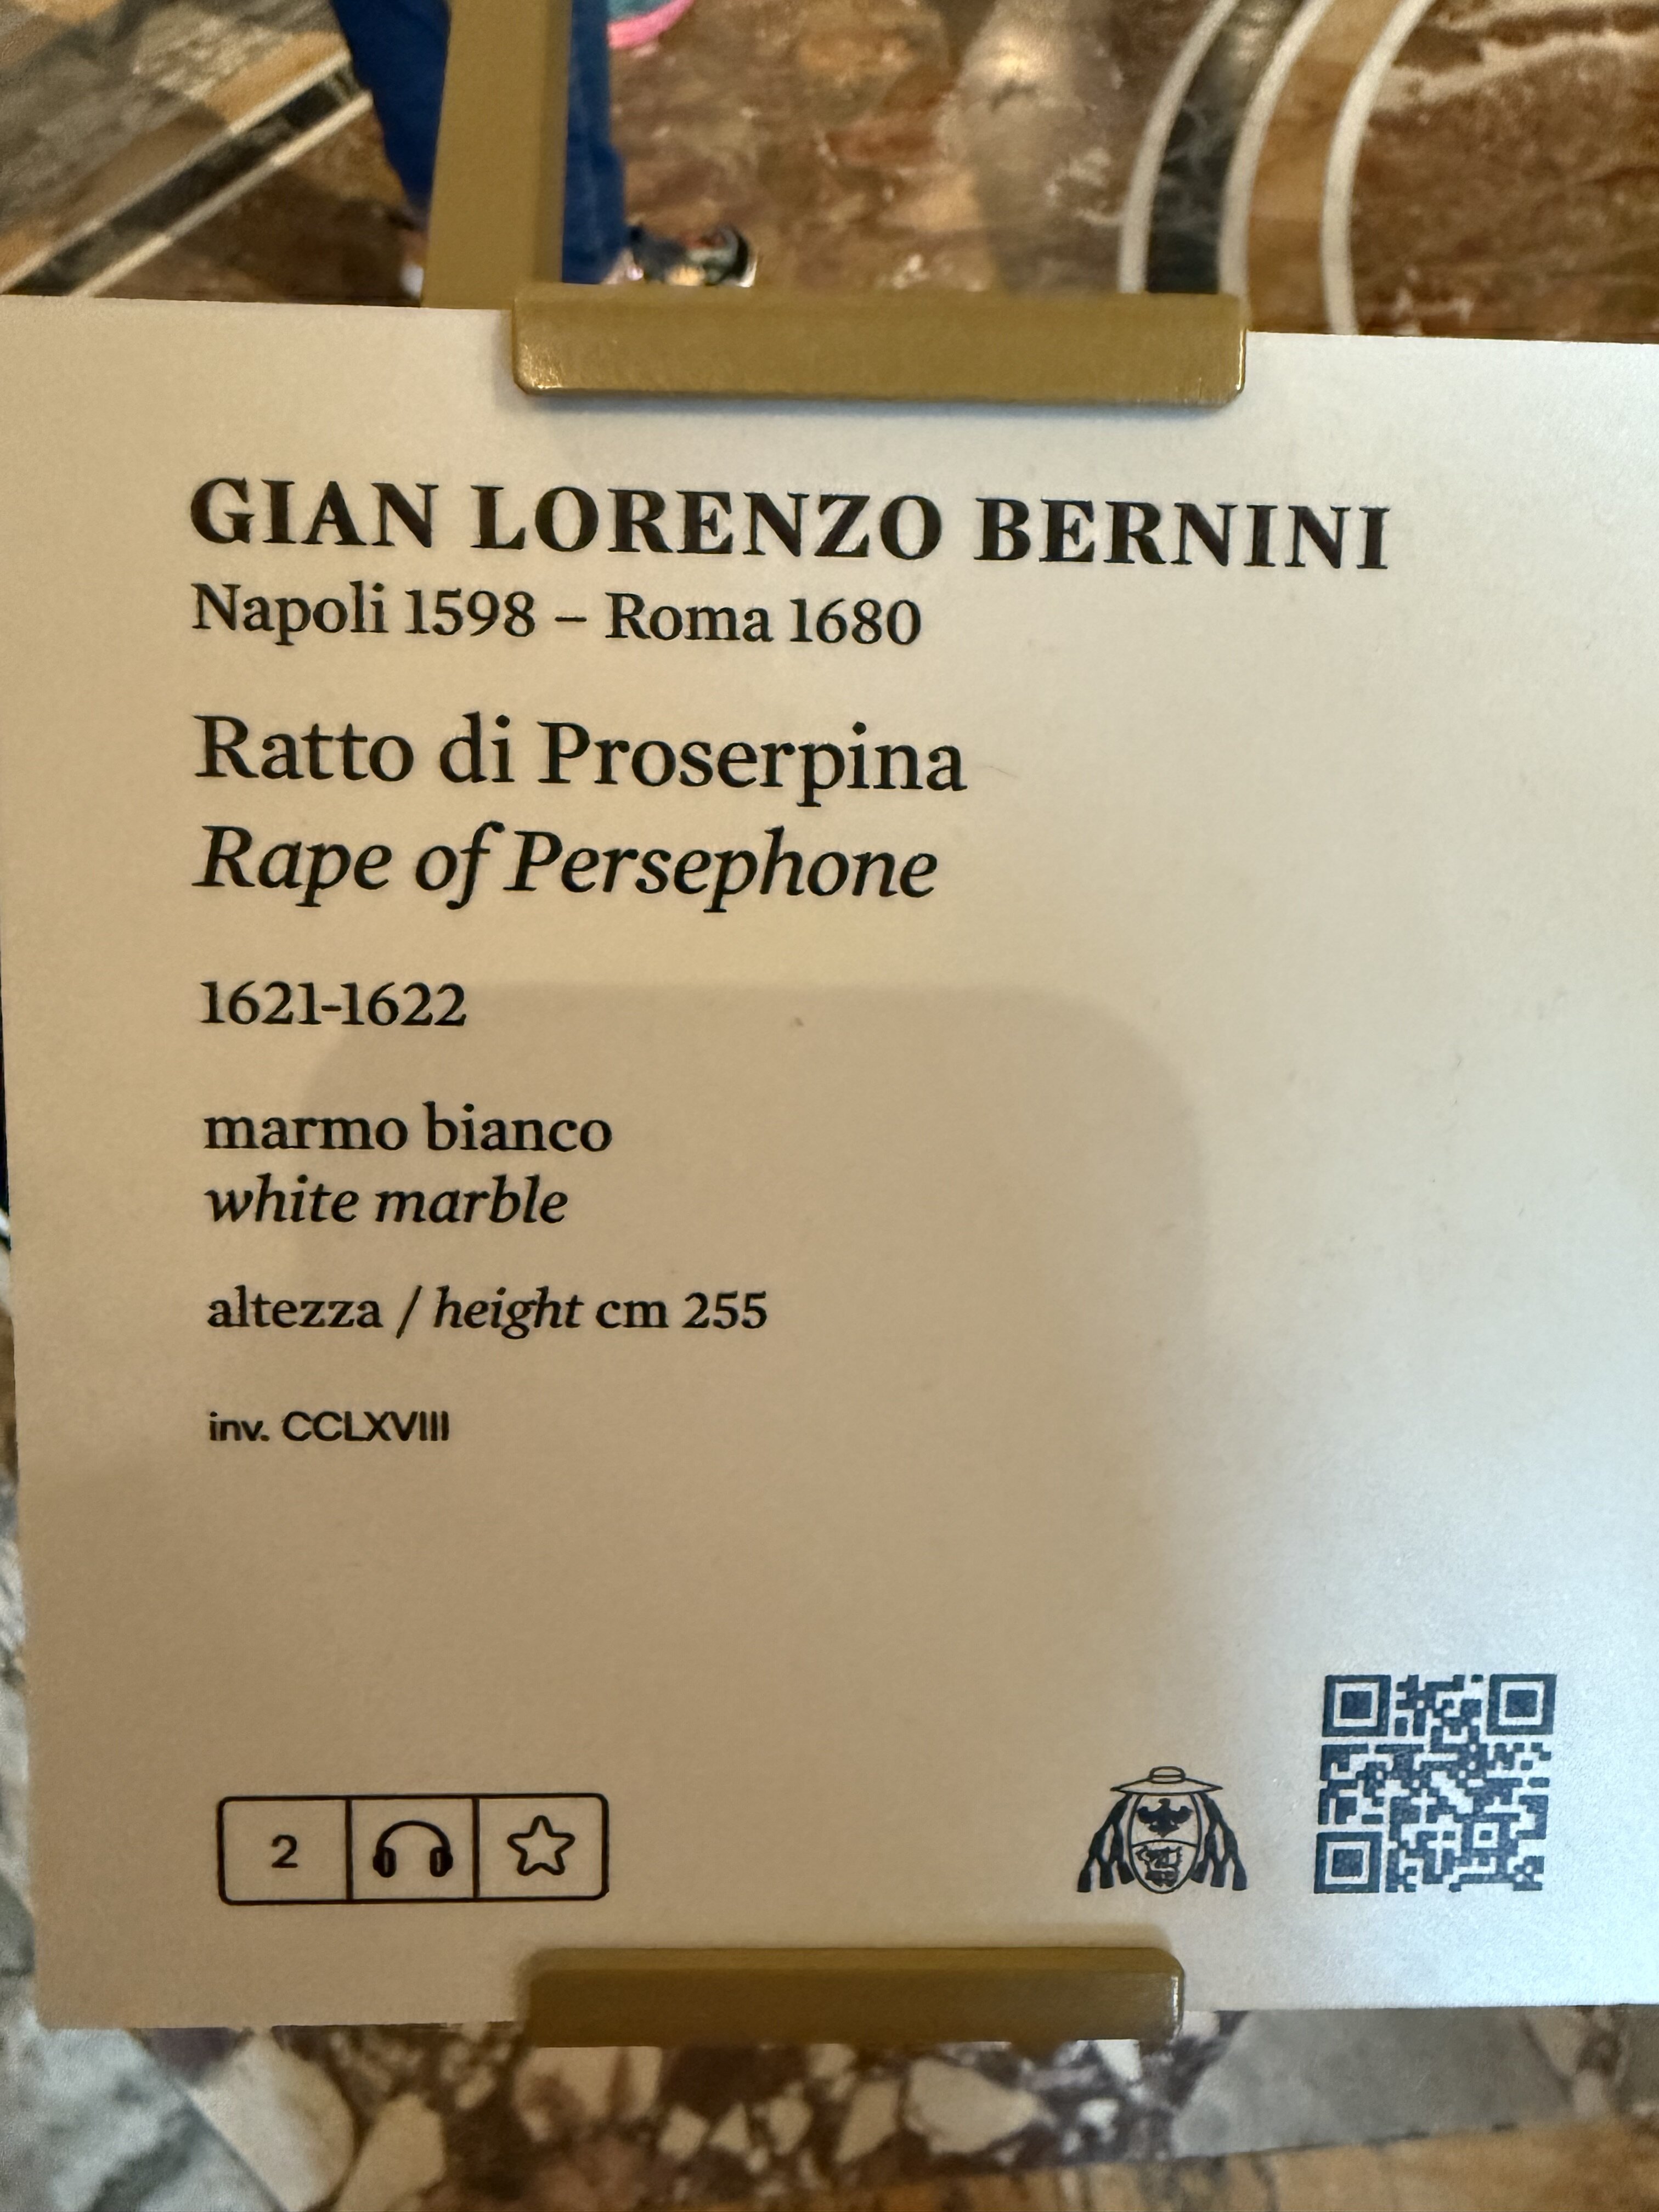 GIAN LORENZO BERNINI
Napoli 1598 – Roma 1680
Ratto di Proserpina
Rape of Persephone
1621-1622
marmo bianco
white marble
altezza / height cm 255
inv. CCLXVIII
2